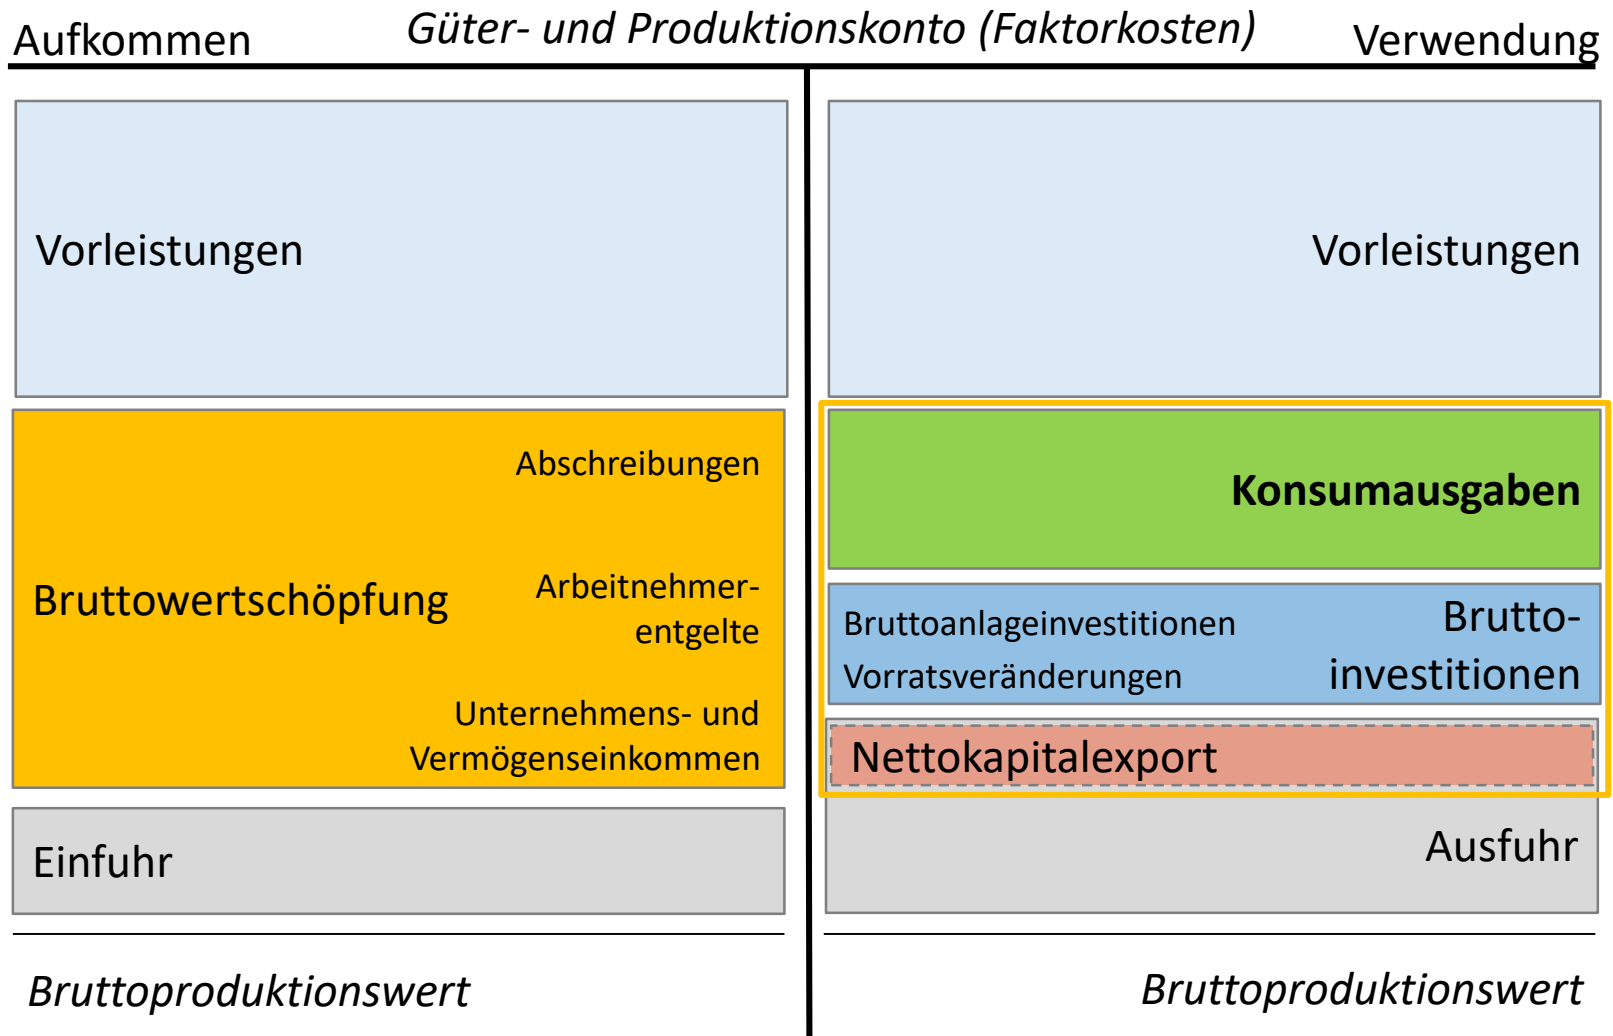 Aufkommen
Güter- und Produktionskonto (Faktorkosten)
Verwendung
Vorleistungen
Bruttowertschöpfung
Abschreibungen
Arbeitnehmer-
entgelte
Unternehmens- und
Vermögenseinkommen
Einfuhr
Bruttoproduktionswert
Vorleistungen
Konsumausgaben
Bruttoanlageinvestitionen
Vorratsveränderungen
Brutto-
investitionen
Nettokapitalexport
Ausfuhr
Bruttoproduktionswert